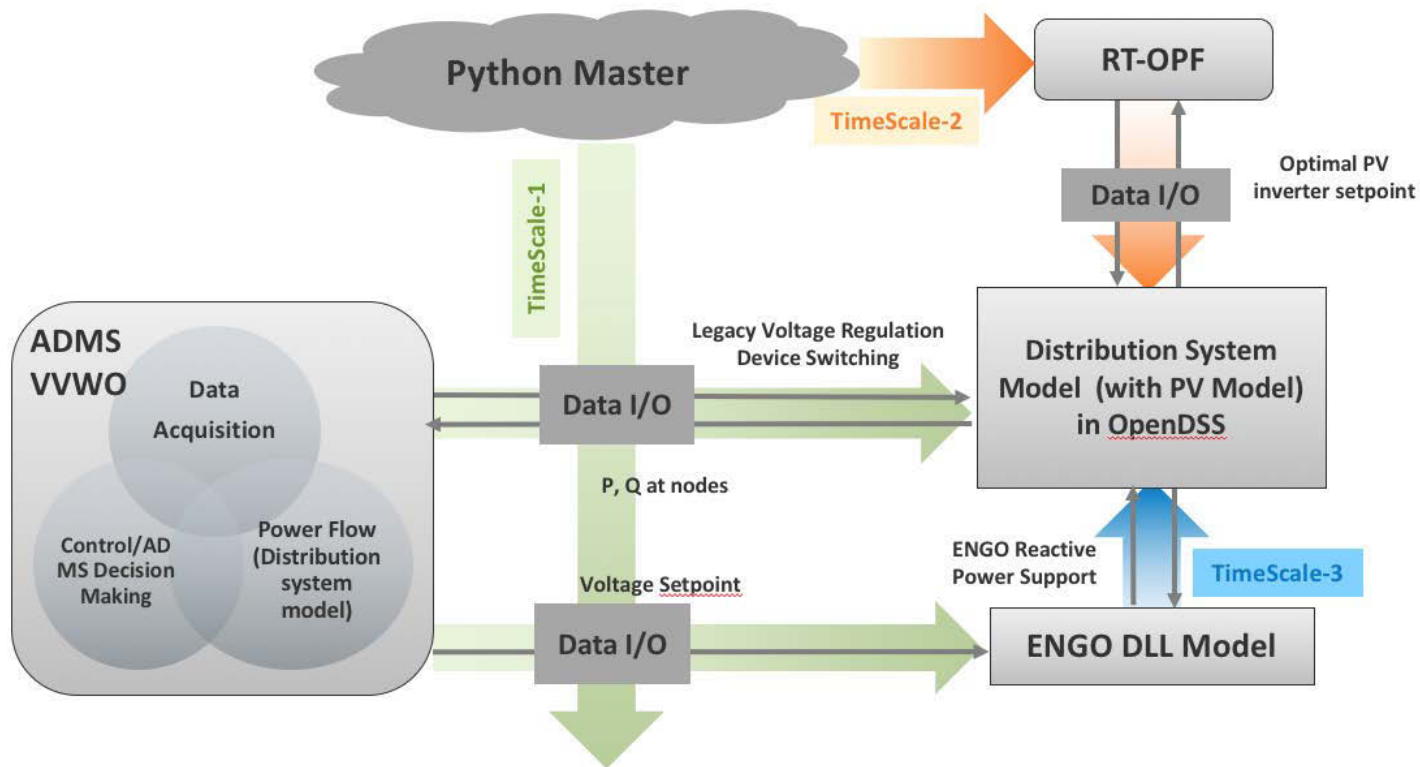 Python Master
TimeScale-2
RT-OPF
TimeScale-1
Data I/O
Optimal PV
inverter setpoint
ADMS
VVWO
Data
Acquisition
Control/AD
MS Decision
Making
Power Flow
(Distribution
system
model)
Legacy Voltage Regulation
Device Switching
Data I/O
P, Q at nodes
Distribution System
Model (with PV Model)
in OpenDSS
Voltage Setpoint
Data I/O
ENGO Reactive
Power Support
TimeScale-3
ENGO DLL Model